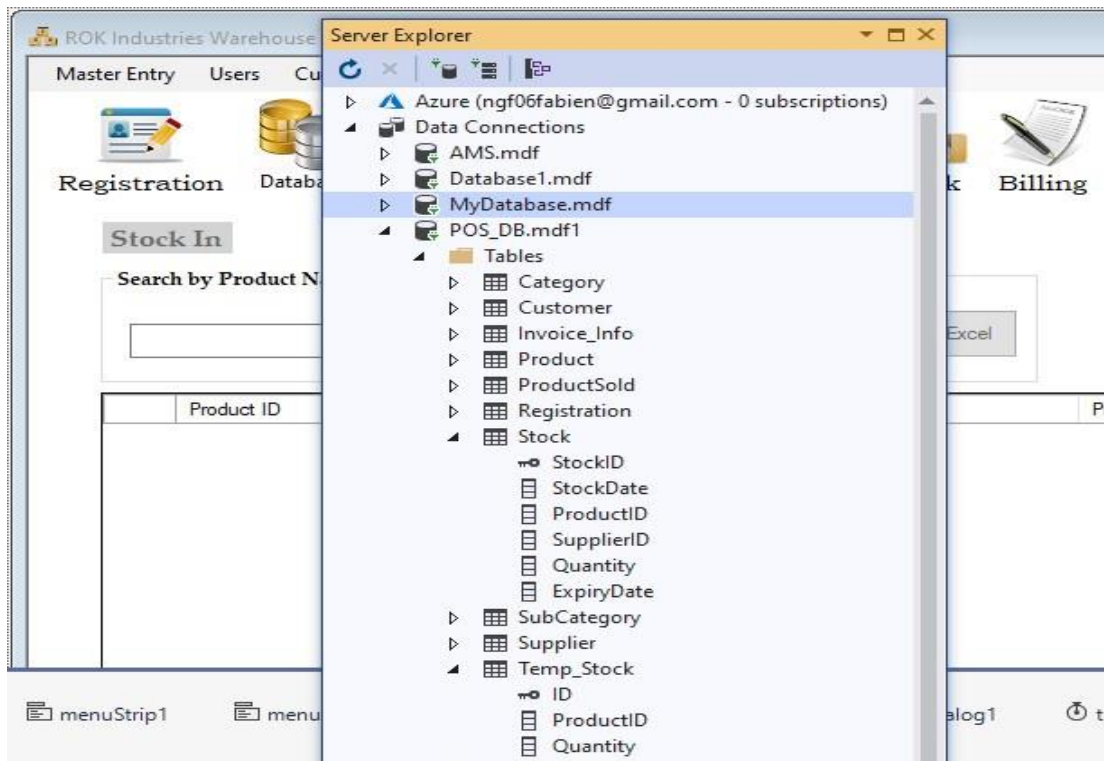 ROK Industries Warehouse
Server Explorer
Master Entry Users Cu
Azure (ngf06fabien@gmail.com - 0 subscriptions)
Data Connections
AMS.mdf
Database1.mdf
MyDatabase.mdf
POS_DB.mdf1
Tables
Category
Customer
Invoice_Info
Product
ProductSold
Registration
Stock
StockID
StockDate
ProductID
SupplierID
Quantity
ExpiryDate
SubCategory
Supplier
Temp_Stock
ID
ProductID
Quantity
INVOICE
Registration Databa
k Billing
Stock In
Search by Product N
Excel
Product ID
P
menuStrip1 menu
alog1 t